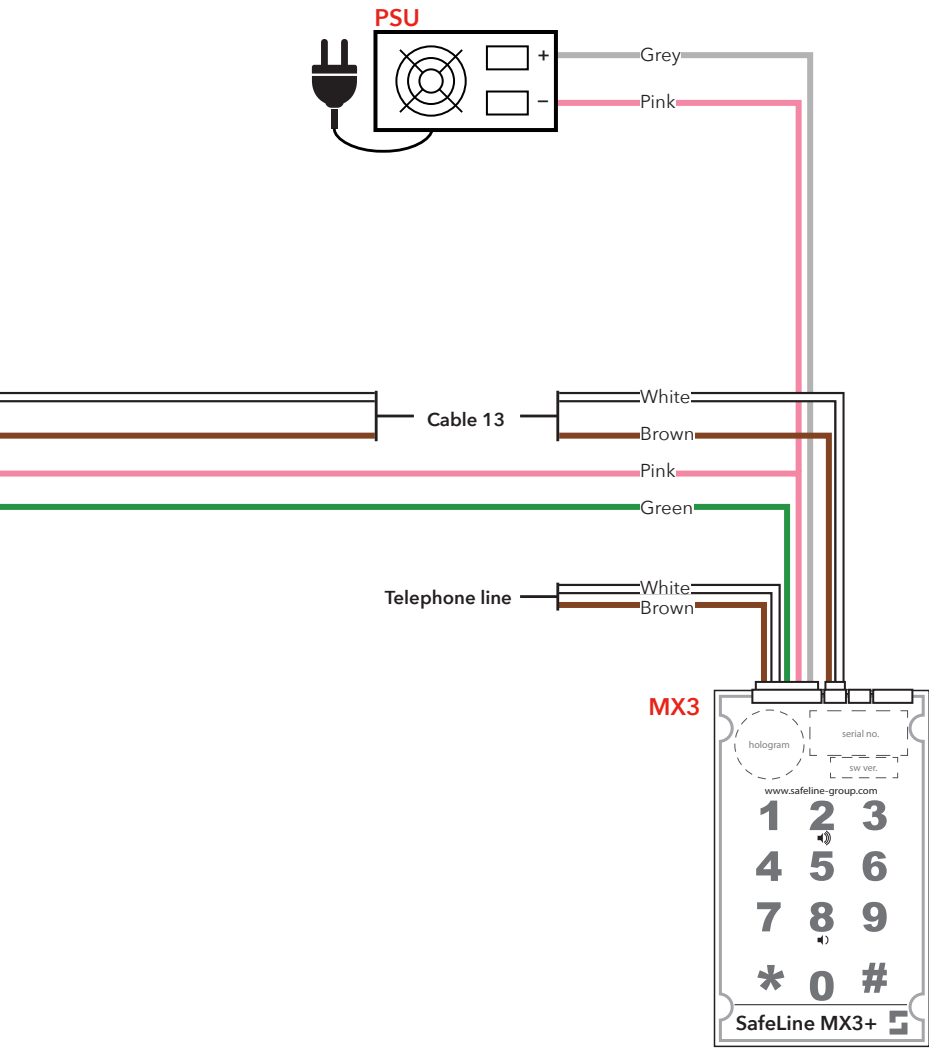 PSU
+
Grey
−
Pink
White
Cable 13
Brown
Pink
Green
White
Telephone line
Brown
MX3
hologram
serial no.
sw ver.
www.safeline-group.com
1 2 3
4 5 6
7 8 9
* 0 #
SafeLine MX3+